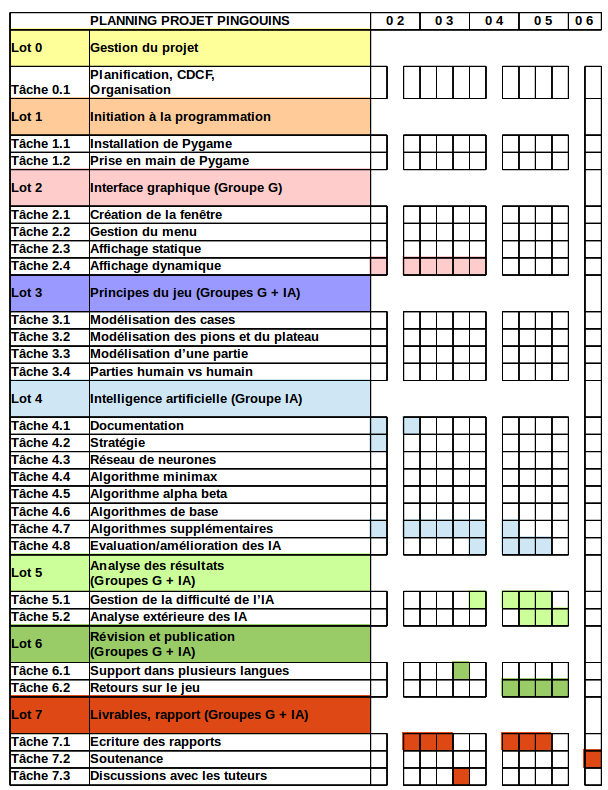 PLANNING PROJET PINGOUINS 0 2 0 3 0 4 0 5 0 6
Lot 0 Gestion du projet
Planification, CDCF,
Tâche 0.1 Organisation
Lot 1 Initiation à la programmation
Tâche 1.1 Installation de Pygame
Tâche 1.2 Prise en main de Pygame
Lot 2 Interface graphique (Groupe G)
Tâche 2.1 Création de la fenêtre
Tâche 2.2 Gestion du menu
Tâche 2.3 Affichage statique
Tâche 2.4 Affichage dynamique
Lot 3 Principes du jeu (Groupes G + IA)
Tâche 3.1 Modélisation des cases
Tâche 3.2 Modélisation des pions et du plateau
Tâche 3.3 Modélisation d’une partie
Tâche 3.4 Parties humain vs humain
Lot 4 Intelligence artificielle (Groupe IA)
Tâche 4.1 Documentation
Tâche 4.2 Stratégie
Tâche 4.3 Réseau de neurones
Tâche 4.4 Algorithme minimax
Tâche 4.5 Algorithme alpha beta
Tâche 4.6 Algorithmes de base
Tâche 4.7 Algorithmes supplémentaires
Tâche 4.8 Evaluation/amélioration des IA
Lot 5 Analyse des résultats
(Groupes G + IA)
Tâche 5.1 Gestion de la difficulté de l’IA
Tâche 5.2 Analyse extérieure des IA
Lot 6 Révision et publication
(Groupes G + IA)
Tâche 6.1 Support dans plusieurs langues
Tâche 6.2 Retours sur le jeu
Lot 7 Livrables, rapport (Groupes G + IA)
Tâche 7.1 Ecriture des rapports
Tâche 7.2 Soutenance
Tâche 7.3 Discussions avec les tuteurs